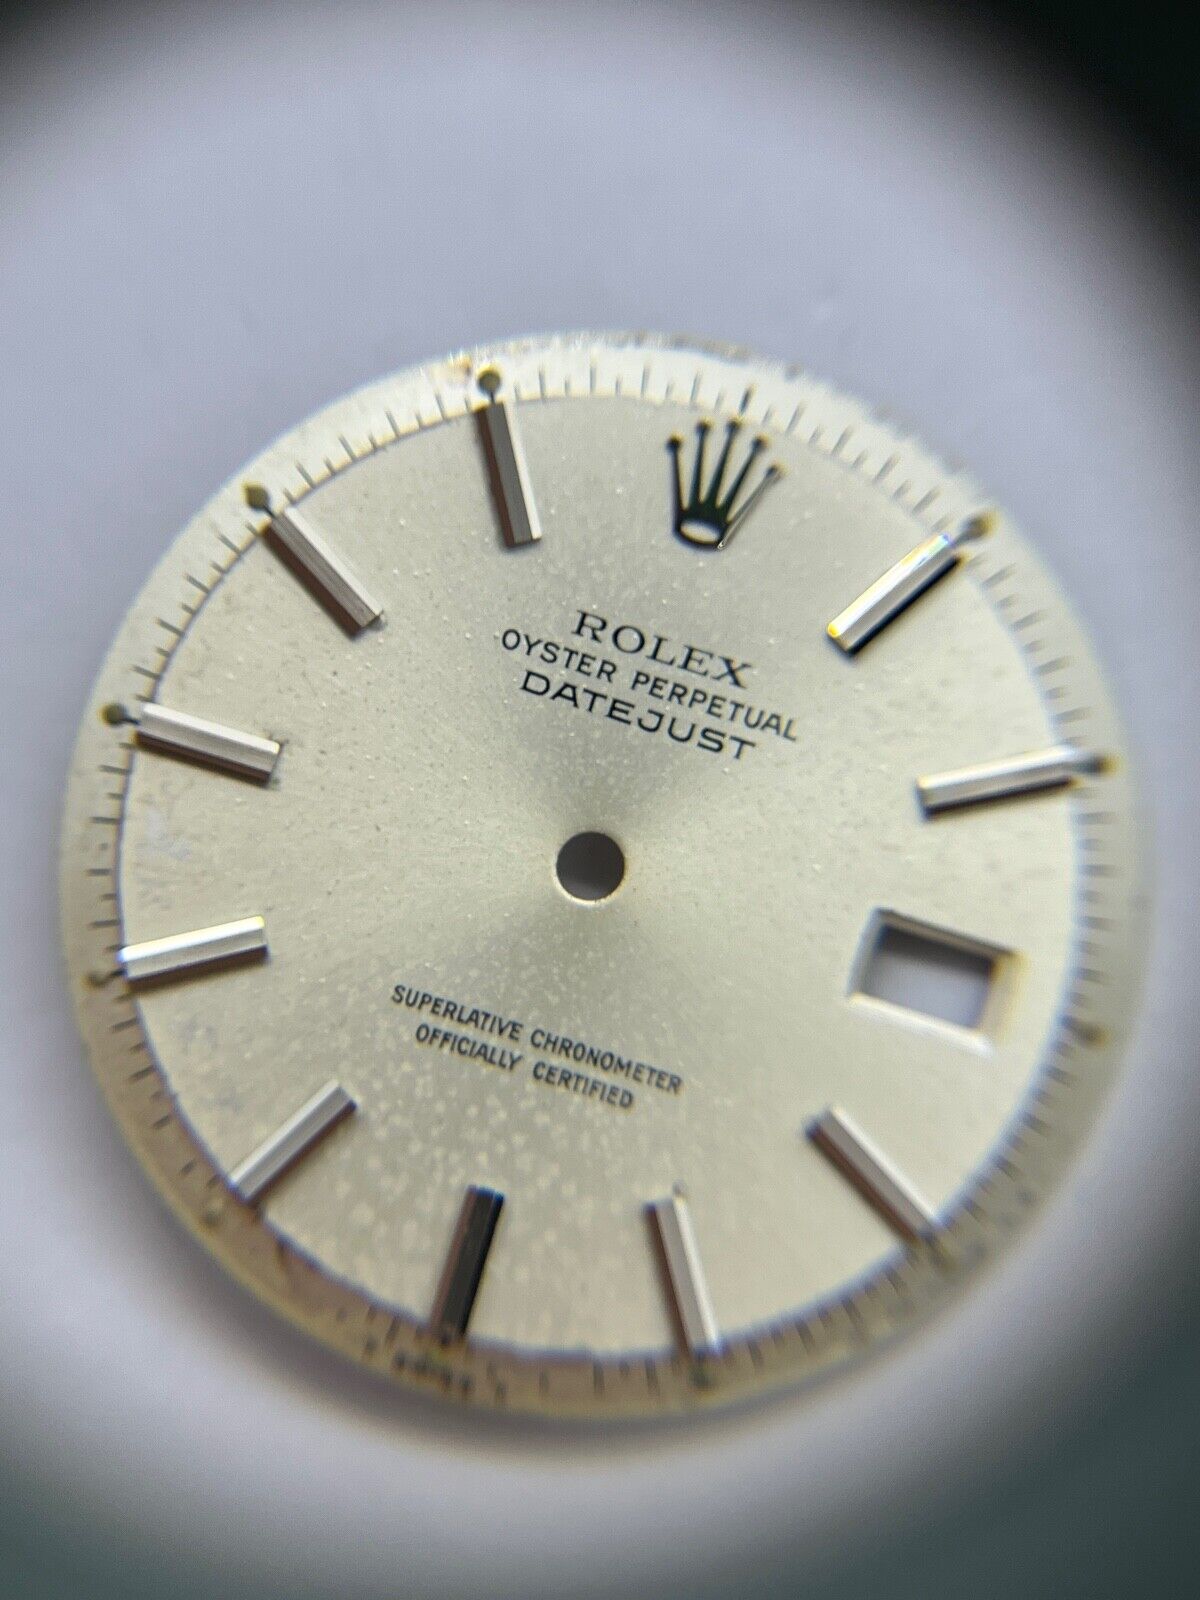 ROLEX
OYSTER PERPETUAL
DATEJUST
SUPERLATIVE CHRONOMETER
OFFICIALLY CERTIFIED